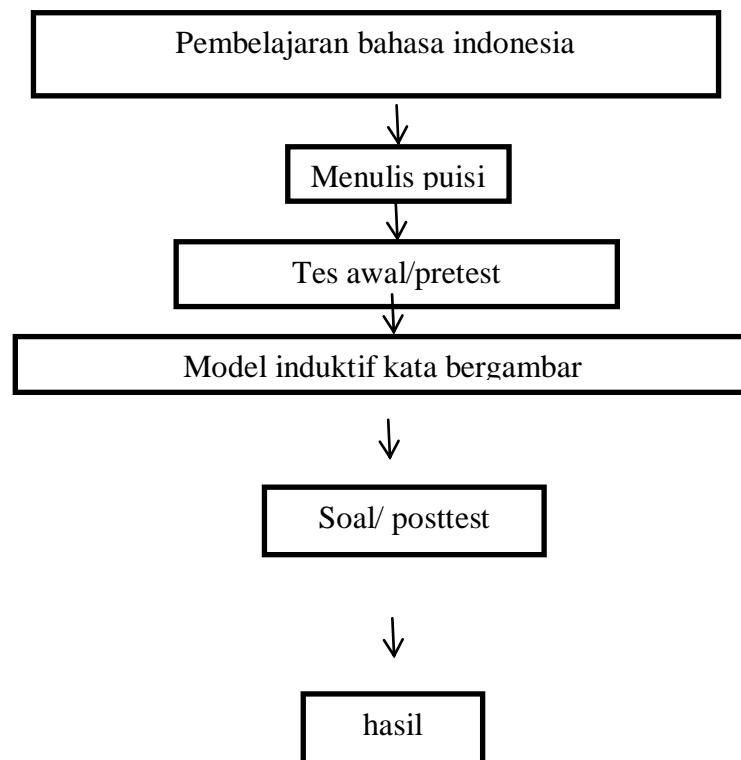 Pembelajaran bahasa indonesia
Menulis puisi
Tes awal/pretest
Model induktif kata bergambar
Soal/ posttest
hasil